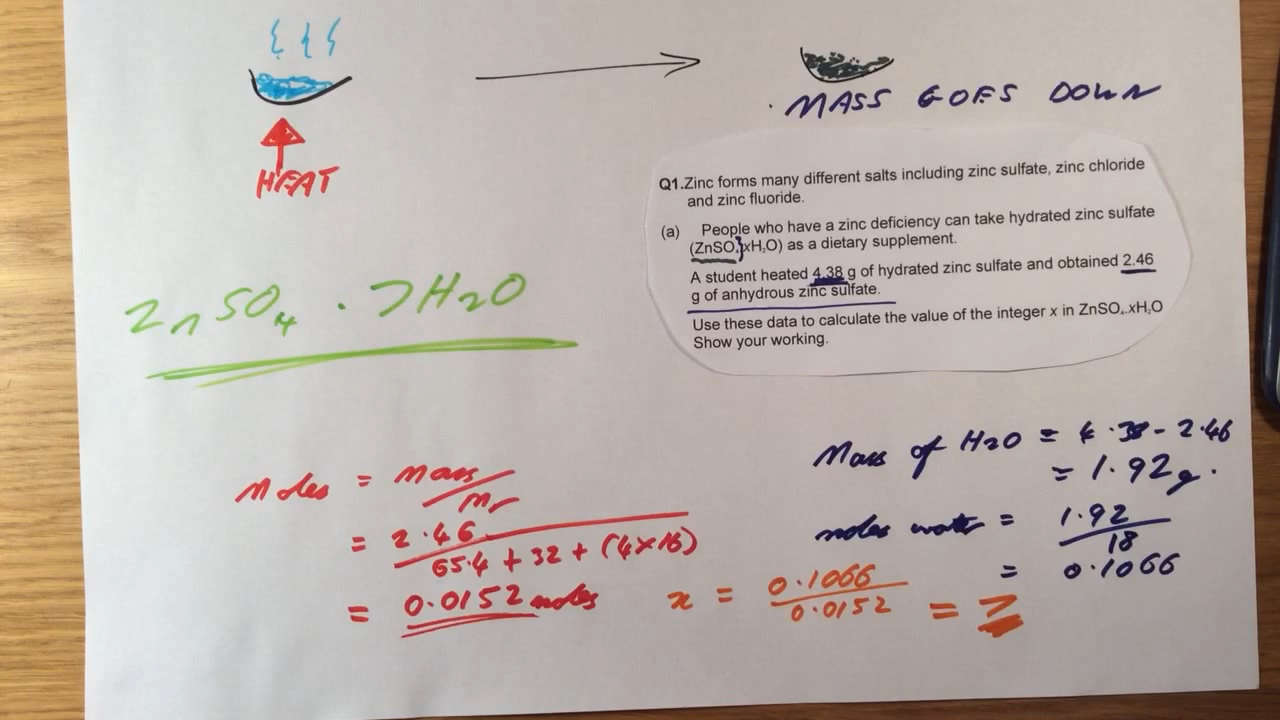 HEAT
MASS GOES DOWN
Q1.Zinc forms many different salts including zinc sulfate, zinc chloride
and zinc fluoride.
(a) People who have a zinc deficiency can take hydrated zinc sulfate
(ZnSO₄.xH₂O) as a dietary supplement.
A student heated 4.38 g of hydrated zinc sulfate and obtained 2.46
g of anhydrous zinc sulfate.
Use these data to calculate the value of the integer x in ZnSO₄.xH₂O
Show your working.
ZnSO₄ . 7H₂O
Mass of H2O = 4.38 - 2.46
= 1.92g.
moles water = 1.92/18
= 0.1066
Moles = Mass/Mr
= 2.46/65.4 + 32 + (4×16)
= 0.0152 moles
x = 0.1066/0.0152 = 7